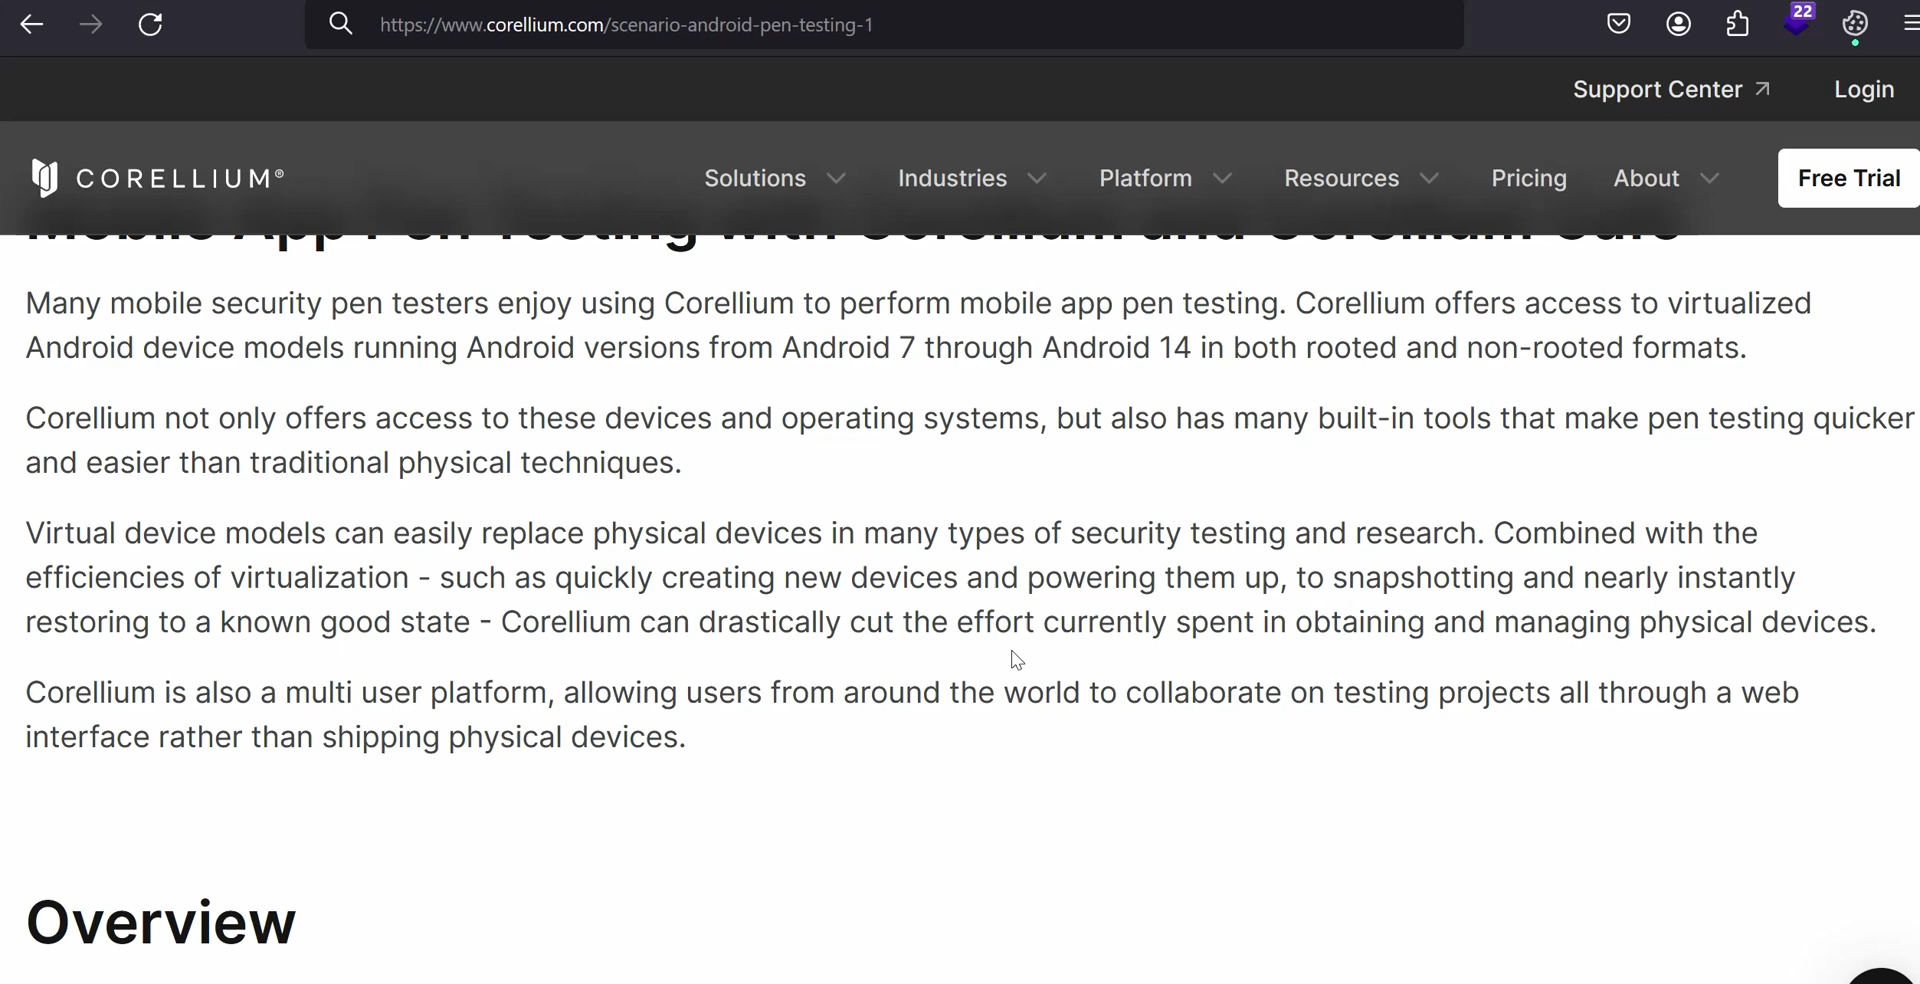 22
https://www.corellium.com/scenario-android-pen-testing-1
Support Center Login
CORELLIUM® Solutions Industries Platform Resources Pricing About Free Trial
Mobile App Pen Testing with Corellium and Corellium Cafe
Many mobile security pen testers enjoy using Corellium to perform mobile app pen testing. Corellium offers access to virtualized
Android device models running Android versions from Android 7 through Android 14 in both rooted and non-rooted formats.
Corellium not only offers access to these devices and operating systems, but also has many built-in tools that make pen testing quicker
and easier than traditional physical techniques.
Virtual device models can easily replace physical devices in many types of security testing and research. Combined with the
efficiencies of virtualization - such as quickly creating new devices and powering them up, to snapshotting and nearly instantly
restoring to a known good state - Corellium can drastically cut the effort currently spent in obtaining and managing physical devices.
Corellium is also a multi user platform, allowing users from around the world to collaborate on testing projects all through a web
interface rather than shipping physical devices.
Overview